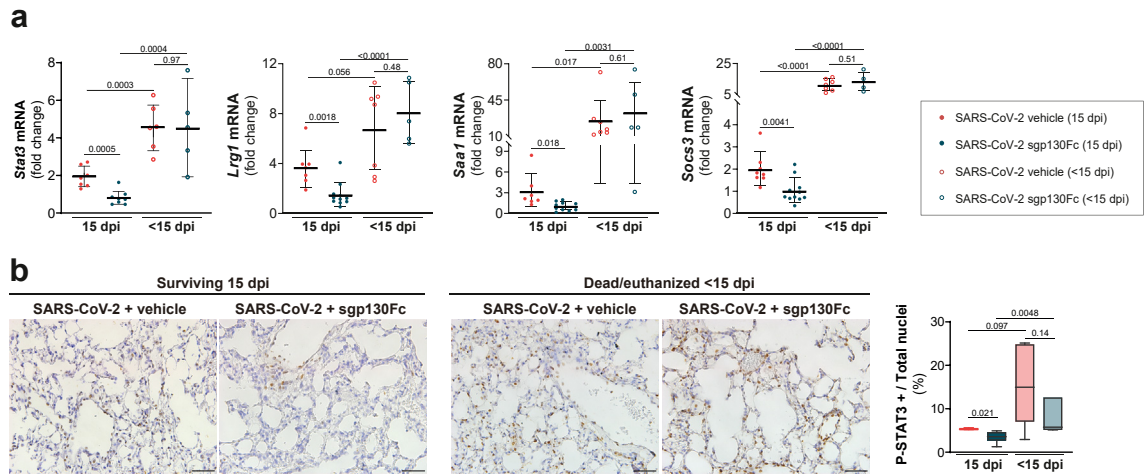 a
Stat3 mRNA
(fold change)
8
6
4
2
0
0.0004
0.97
0.0003
0.0005
15 dpi
<15 dpi
Lrg1 mRNA
(fold change)
12
8
4
0
<0.0001
0.056
0.48
0.0018
15 dpi
<15 dpi
Saa1 mRNA
(fold change)
80
45
10
5
4
3
2
1
0
0.0031
0.017
0.61
0.018
15 dpi
<15 dpi
Socs3 mRNA
(fold change)
25
5
4
3
2
1
0
<0.0001
<0.0001
0.51
0.0041
15 dpi
<15 dpi
SARS-CoV-2 vehicle (15 dpi)
SARS-CoV-2 sgp130Fc (15 dpi)
SARS-CoV-2 vehicle (<15 dpi)
SARS-CoV-2 sgp130Fc (<15 dpi)
b
Surviving 15 dpi
SARS-CoV-2 + vehicle
SARS-CoV-2 + sgp130Fc
Dead/euthanized <15 dpi
SARS-CoV-2 + vehicle
SARS-CoV-2 + sgp130Fc
P-STAT3 + / Total nuclei
(%)
30
20
10
0
0.0048
0.097
0.14
0.021
15 dpi
<15 dpi